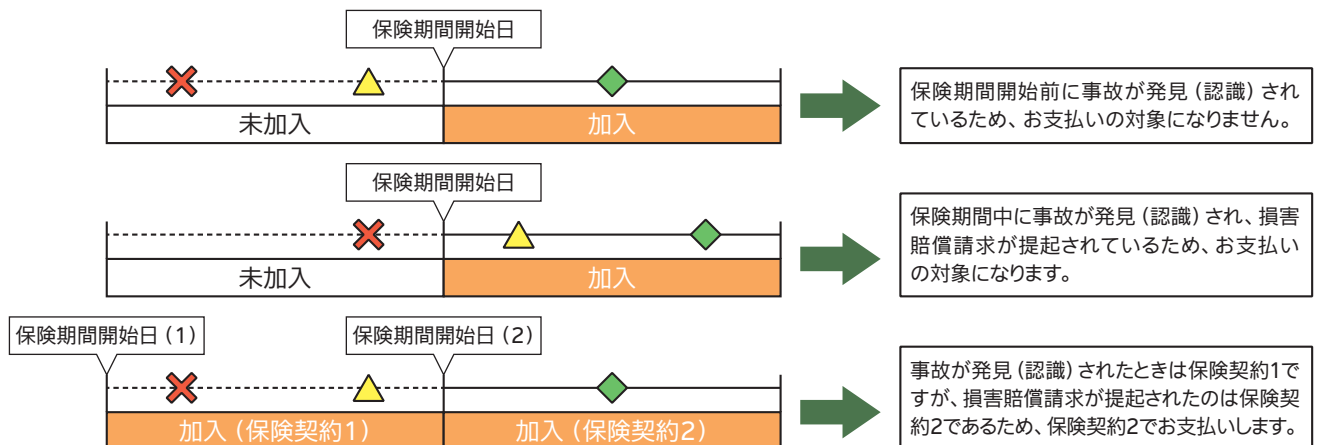 保険期間開始日
未加入
加入
保険期間開始前に事故が発見（認識）され
ているため、お支払いの対象になりません。
保険期間開始日
未加入
加入
保険期間中に事故が発見（認識）され、損害
賠償請求が提起されているため、お支払い
の対象になります。
保険期間開始日（1）
保険期間開始日（2）
加入（保険契約1）
加入（保険契約2）
事故が発見（認識）されたときは保険契約1で
すが、損害賠償請求が提起されたのは保険契
約2であるため、保険契約2でお支払いします。